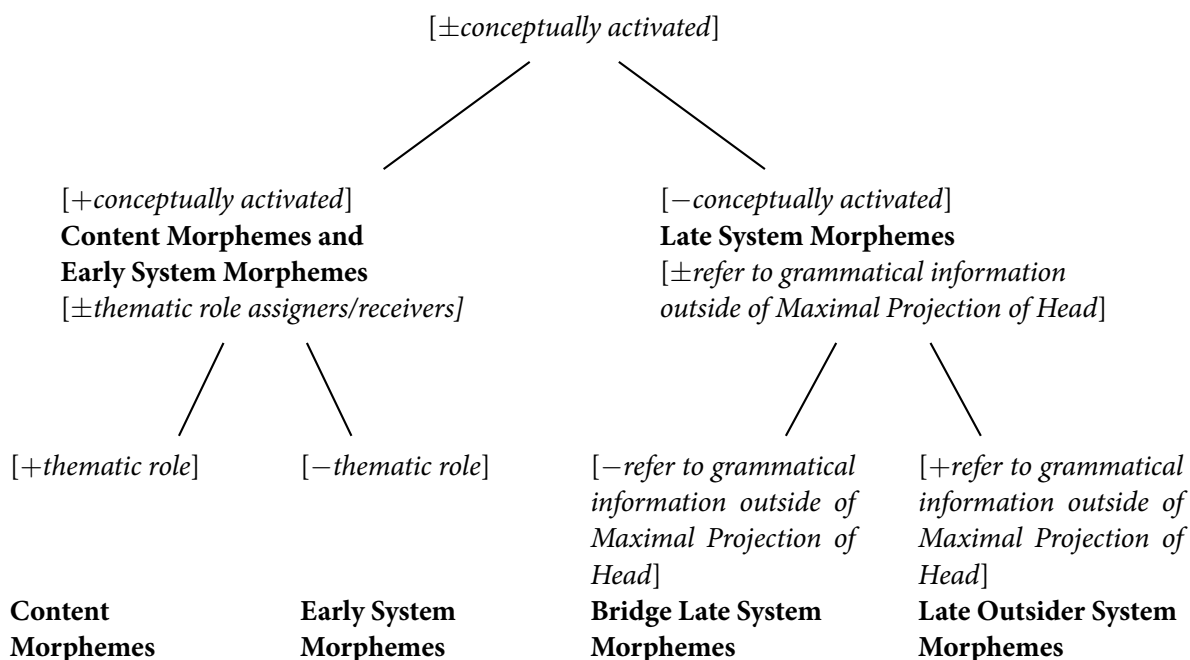 [±conceptually activated]
[+conceptually activated]
Content Morphemes and
Early System Morphemes
[±thematic role assigners/receivers]
[−conceptually activated]
Late System Morphemes
[±refer to grammatical information
outside of Maximal Projection of Head]
[+thematic role]
Content
Morphemes
[−thematic role]
Early System
Morphemes
[−refer to grammatical
information outside of
Maximal Projection of
Head]
Bridge Late System
Morphemes
[+refer to grammatical
information outside of
Maximal Projection of
Head]
Late Outsider System
Morphemes